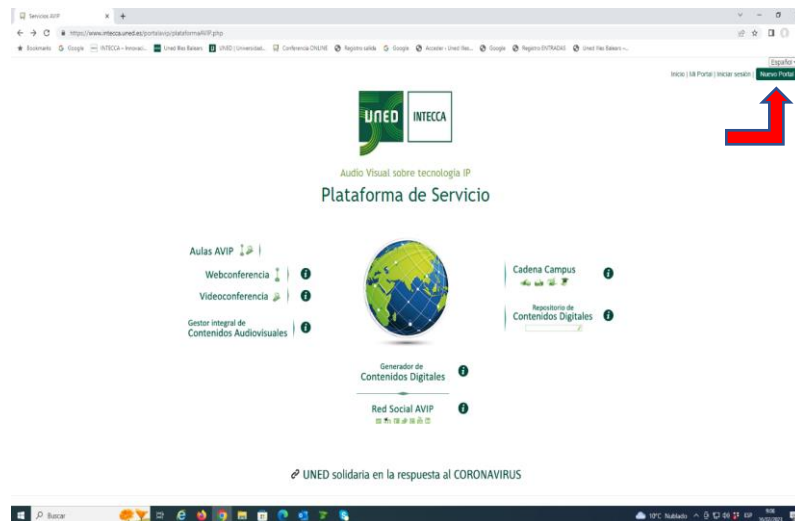 Servicios AVIP
https://www.intecca.uned.es/portalavip/plataformaAVIP.php
Español
Inicio | Mi Portal | Iniciar sesión | Nuevo Portal
UNED INTECCA
Audio Visual sobre tecnología IP
Plataforma de Servicio
Aulas AVIP
Webconferencia
Videoconferencia
Gestor integral de
Contenidos Audiovisuales
Cadena Campus
Repositorio de
Contenidos Digitales
Generador de
Contenidos Digitales
Red Social AVIP
UNED solidaria en la respuesta al CORONAVIRUS
Buscar
10°C Nublado
ESP